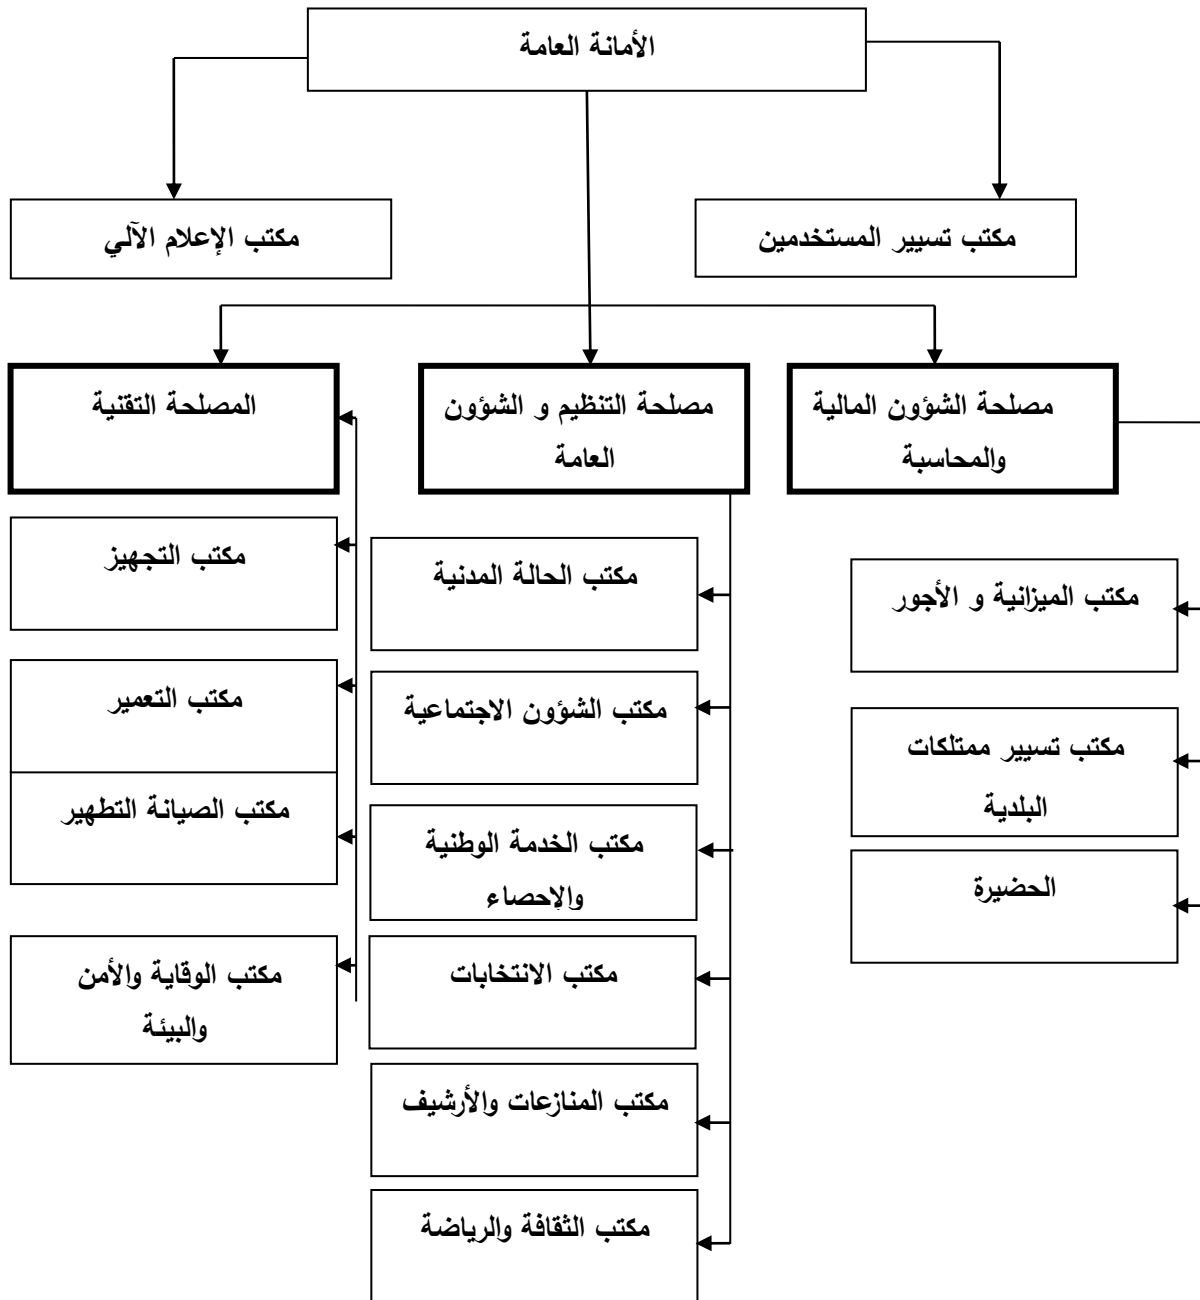 الأمانة العامة
مكتب تسيير المستخدمين
مكتب الإعلام الآلي
مصلحة الشؤون المالية
والمحاسبة
مصلحة التنظيم و الشؤون
العامة
المصلحة التقنية
مكتب الميزانية و الأجور
مكتب تسيير ممتلكات
البلدية
الحضيرة
مكتب الحالة المدنية
مكتب الشؤون الاجتماعية
مكتب الخدمة الوطنية
والإحصاء
مكتب الانتخابات
مكتب المنازعات والأرشيف
مكتب الثقافة والرياضة
مكتب التجهيز
مكتب التعمير
مكتب الصيانة التطهير
مكتب الوقاية والأمن
والبيئة